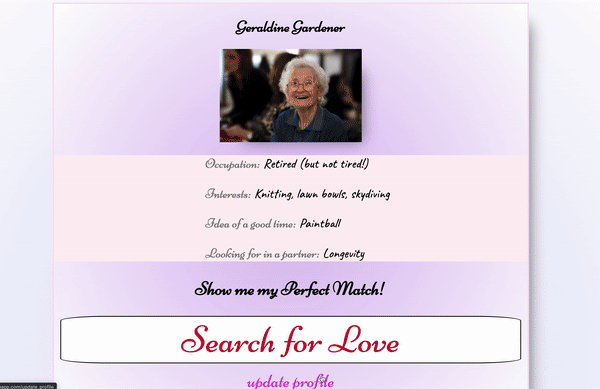 Geraldine Gardener
Occupation: Retired (but not tired!)
Interests: Knitting, lawn bowls, skydiving
Idea of a good time: Paintball
Looking for in a partner: Longevity
Show me my Perfect Match!
Search for Love
update profile
app.com/update_profile